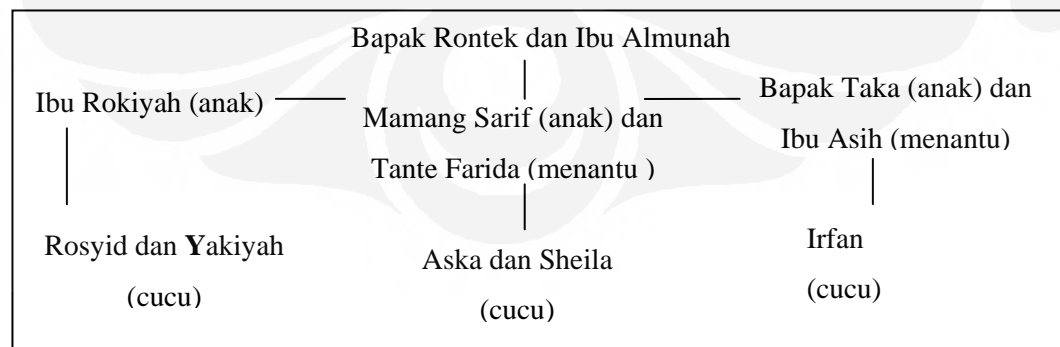 Bapak Rontek dan Ibu Almunah
Ibu Rokiyah (anak)
Mamang Sarif (anak) dan
Tante Farida (menantu )
Bapak Taka (anak) dan
Ibu Asih (menantu)
Rosyid dan Yakiyah
(cucu)
Aska dan Sheila
(cucu)
Irfan
(cucu)